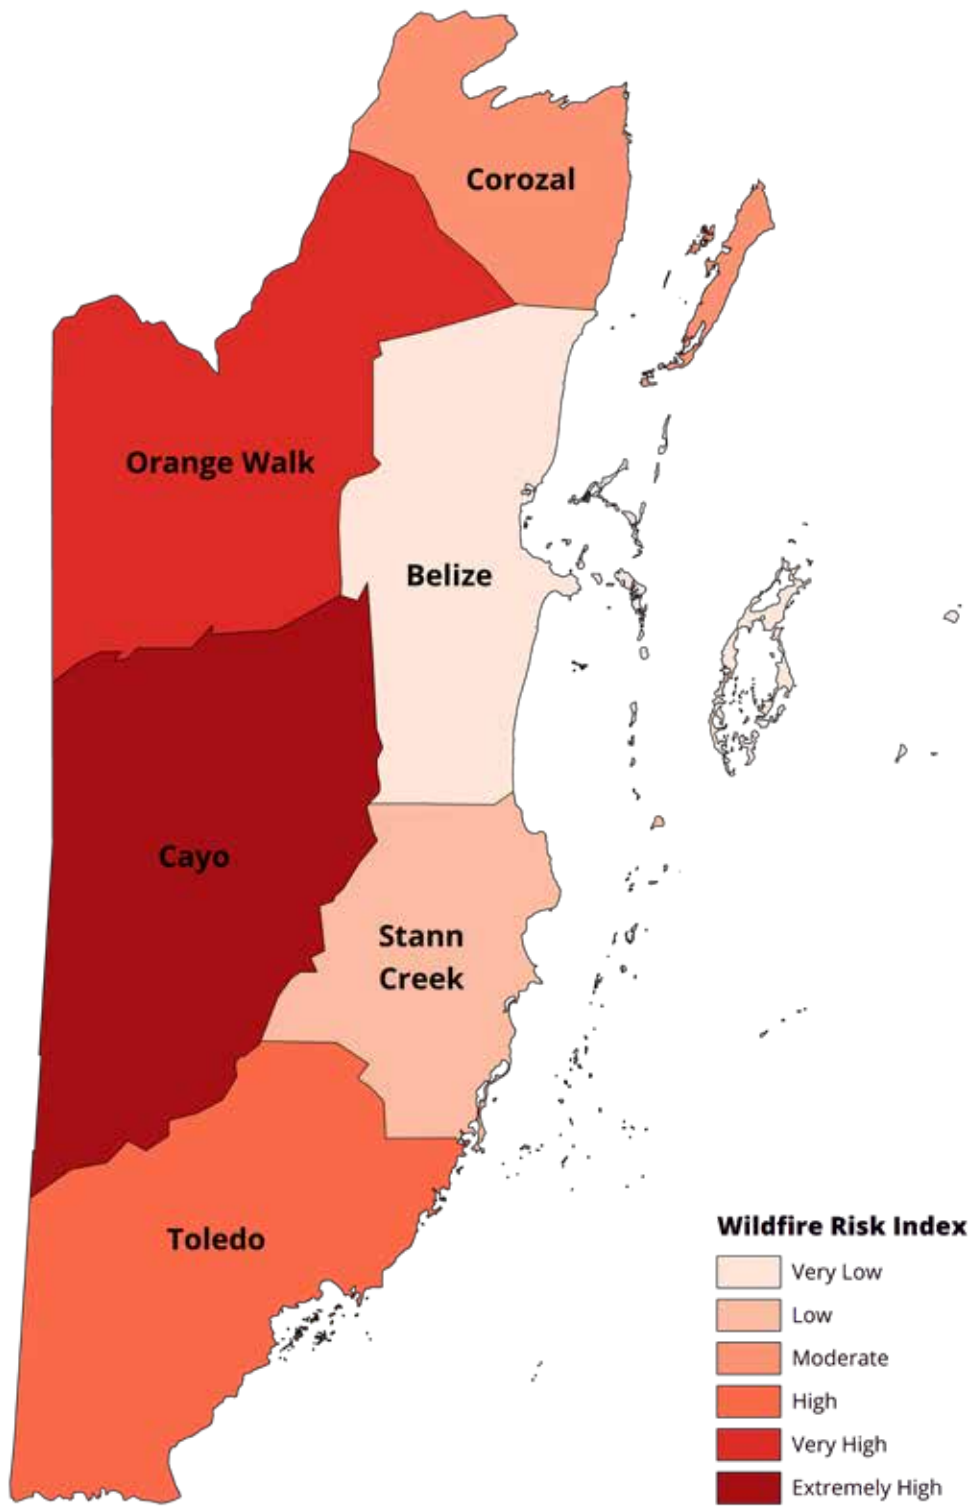 Corozal
Orange Walk
Belize
Cayo
Stann
Creek
Toledo
Wildfire Risk Index
Very Low
Low
Moderate
High
Very High
Extremely High